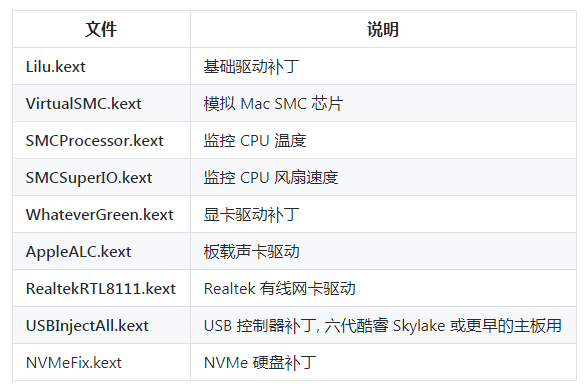 文件 说明
Lilu.kext 基础驱动补丁
VirtualSMC.kext 模拟 Mac SMC 芯片
SMCProcessor.kext 监控 CPU 温度
SMCSuperIO.kext 监控 CPU 风扇速度
WhateverGreen.kext 显卡驱动补丁
AppleALC.kext 板载声卡驱动
RealtekRTL8111.kext Realtek 有线网卡驱动
USBInjectAll.kext USB 控制器补丁, 六代酷睿 Skylake 或更早的主板用
NVMeFix.kext NVMe 硬盘补丁